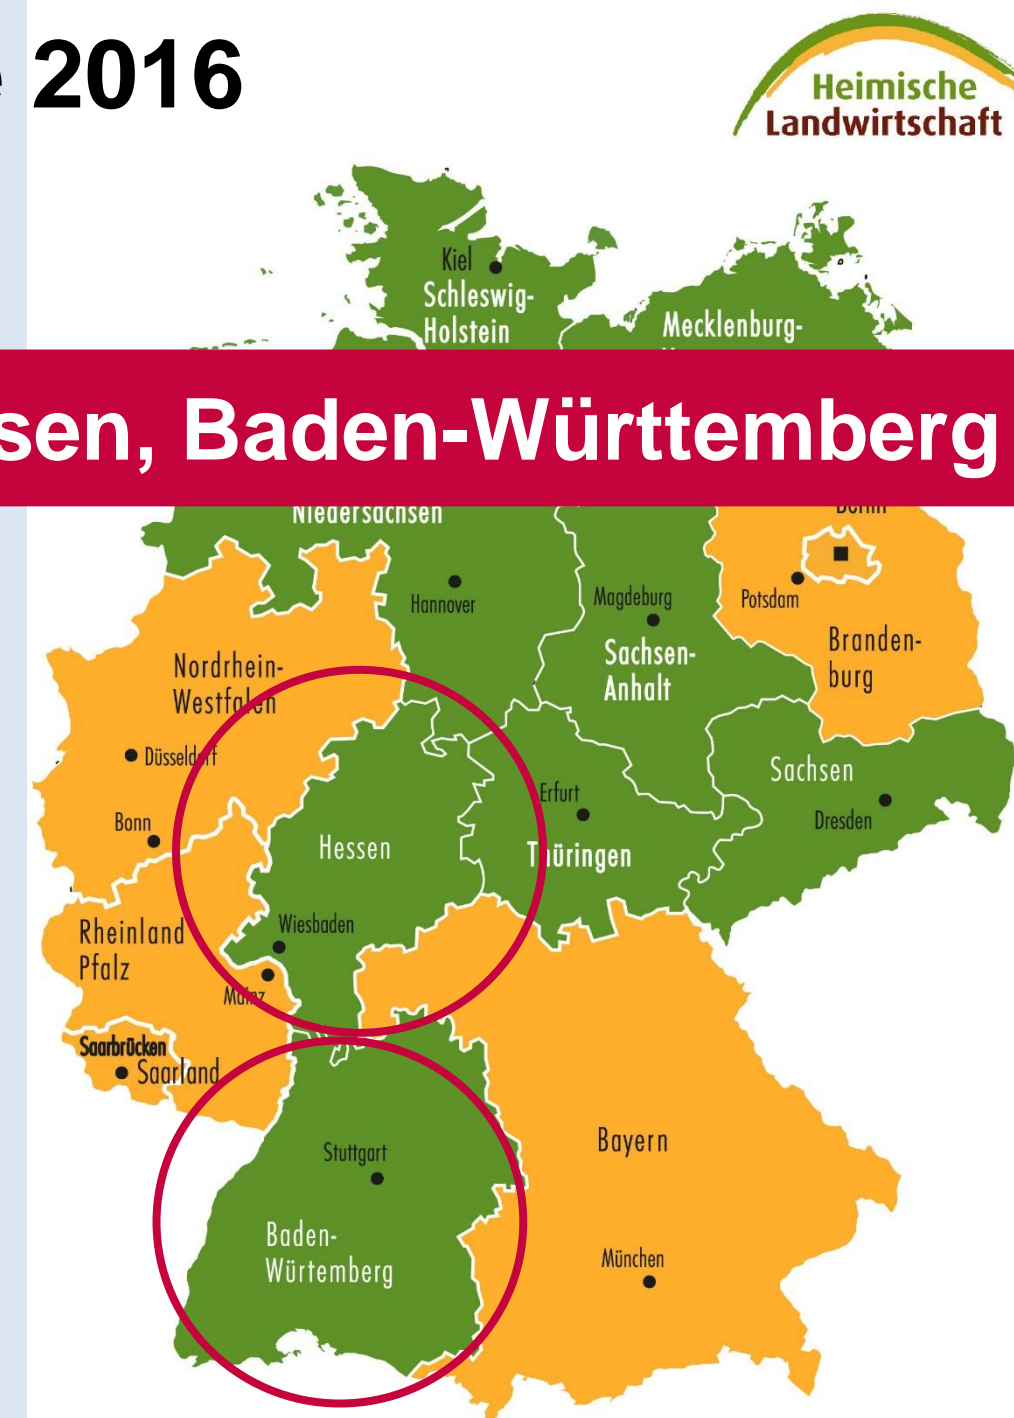 2016
Heimische
Landwirtschaft
Kiel
Schleswig-
Holstein
Mecklenburg-
sen, Baden-Württemberg
Niedersachsen
Berlin
Hannover
Magdeburg
Potsdam
Sachsen-
Anhalt
Branden-
burg
Nordrhein-
Westfalen
Düsseldorf
Sachsen
Erfurt
Dresden
Bonn
Hessen
Thüringen
Wiesbaden
Rheinland
Pfalz
Mainz
Saarbrücken
Saarland
Bayern
Stuttgart
Baden-
Würtemberg
München